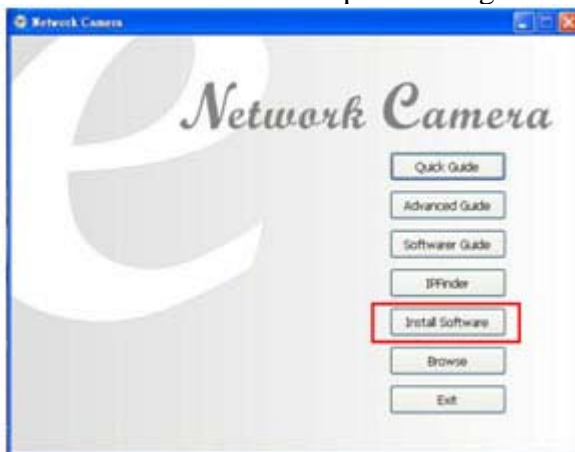 Network Camera
Network Camera
Quick Guide
Advanced Guide
Softwarer Guide
IPFinder
Install Software
Browse
Exit